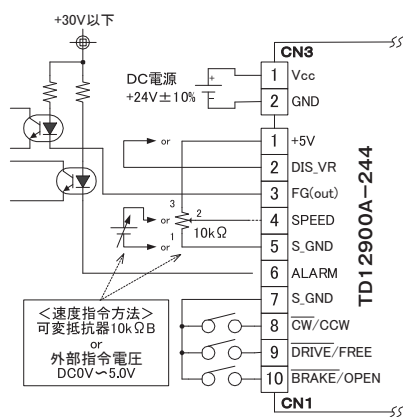 +30V以下
CN3
DC電源
+24V±10%
+
-
1 Vcc
2 GND
1 +5V
2 DIS_VR
3 FG(out)
4 SPEED
5 S_GND
6 ALARM
7 S_GND
8 CW/CCW
9 DRIVE/FREE
10 BRAKE/OPEN
CN1
TD12900A-244
or
3
or
2
or
1
10kΩ
＜速度指令方法＞
可変抵抗器10kΩB
or
外部指令電圧
DC0V〜5.0V